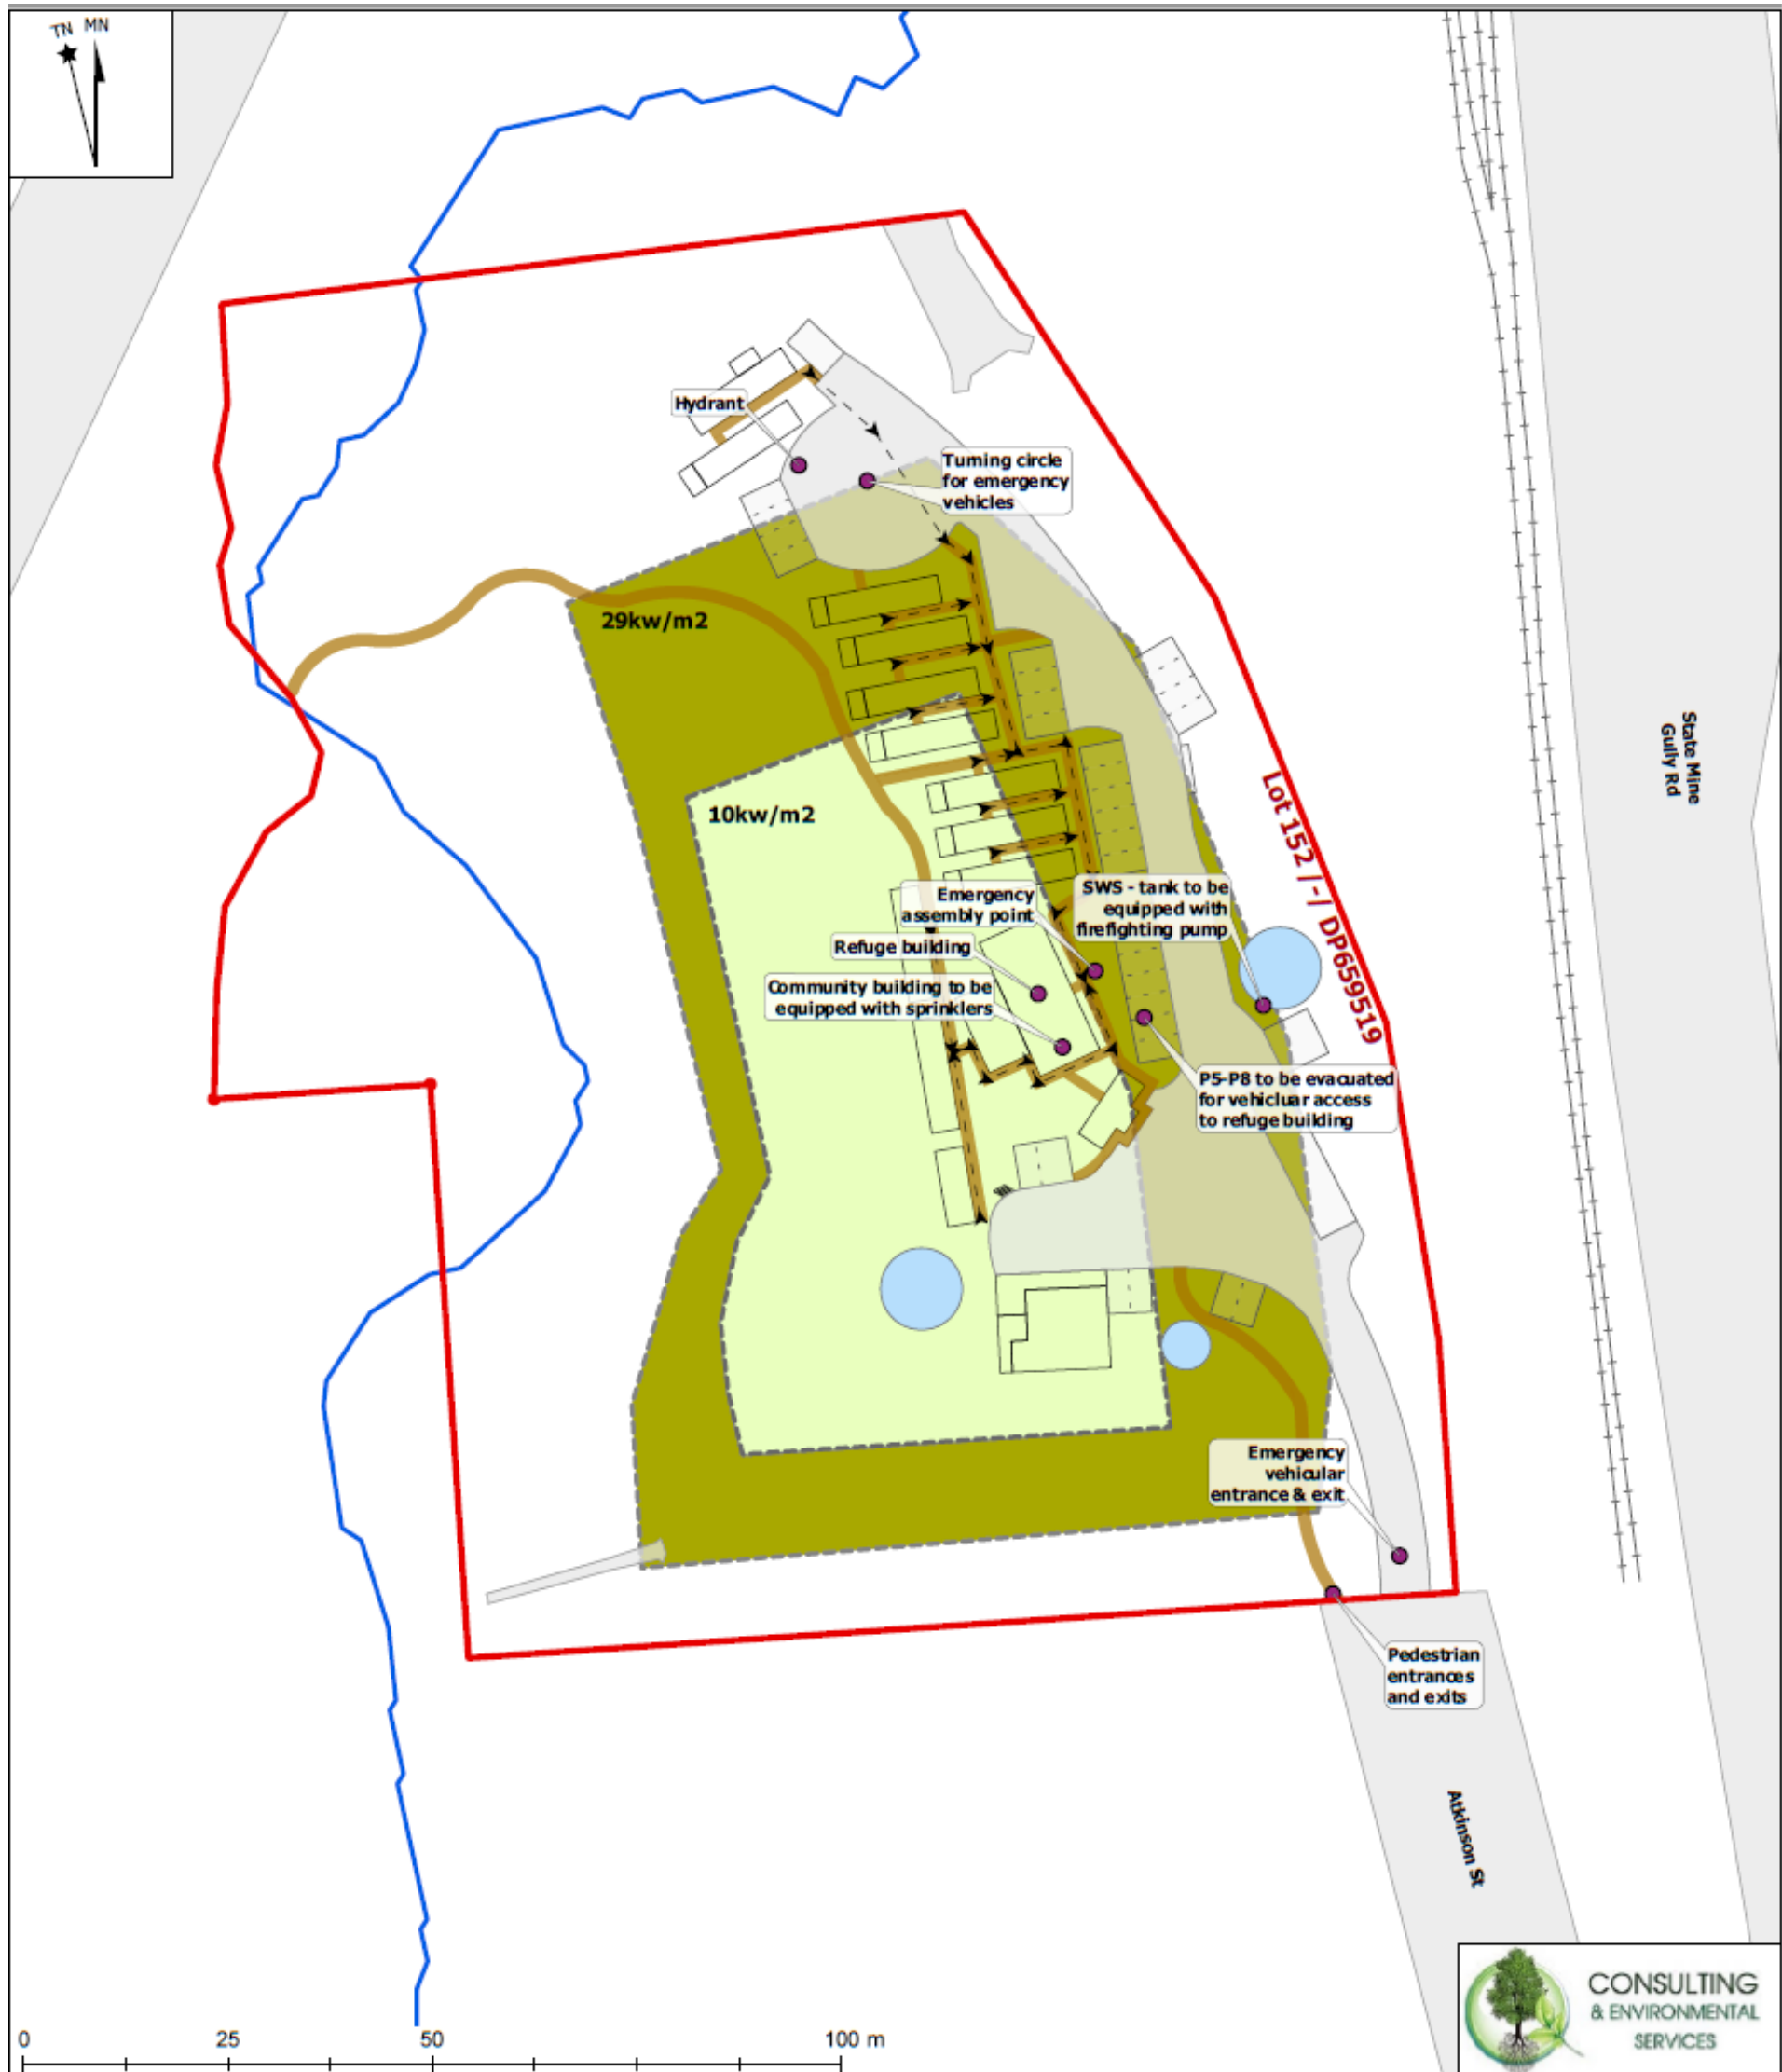 TN MN
Hydrant
Turning circle
for emergency
vehicles
29kw/m2
10kw/m2
State Mine
Gully Rd
Lot 152 /-/ DP659519
Emergency
assembly point
SWS - tank to be
equipped with
firefighting pump
Refuge building
Community building to be
equipped with sprinklers
P5-P8 to be evacuated
for vehicluar access
to refuge building
Emergency
vehicular
entrance & exit
Pedestrian
entrances
and exits
Atkinson St
0 25 50 100 m
CONSULTING
& ENVIRONMENTAL
SERVICES